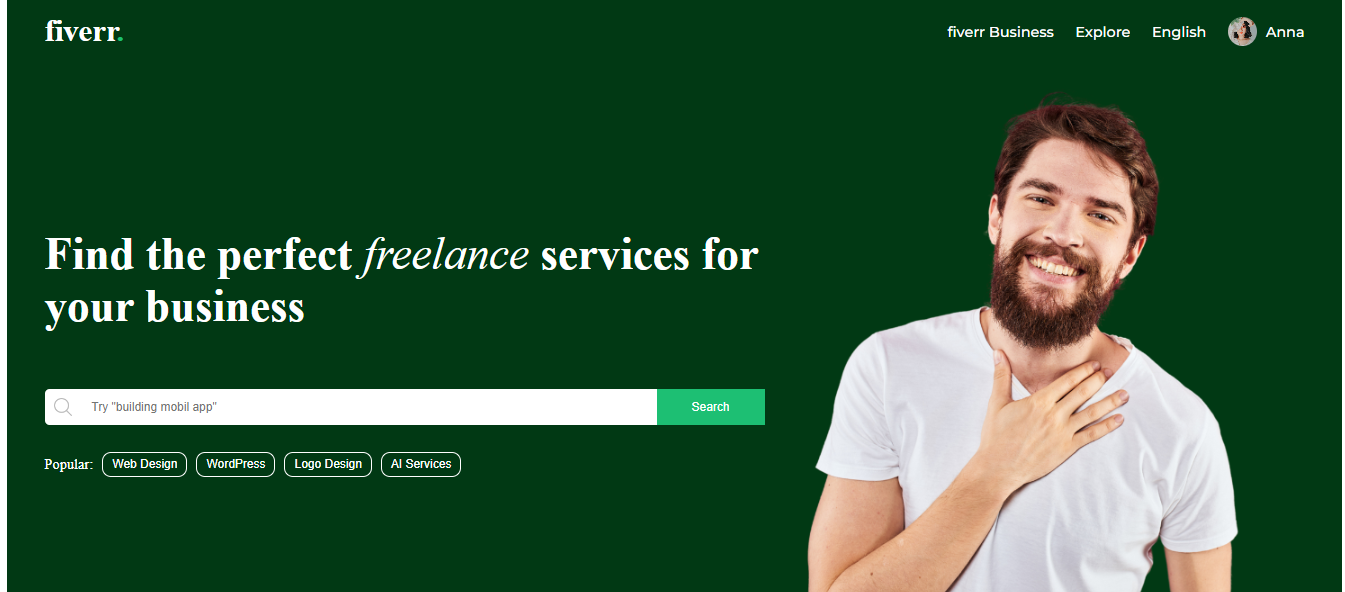 fiverr.
fiverr Business
Explore
English
Anna
Find the perfect freelance services for
your business
Try "building mobil app"
Search
Popular:
Web Design
WordPress
Logo Design
AI Services